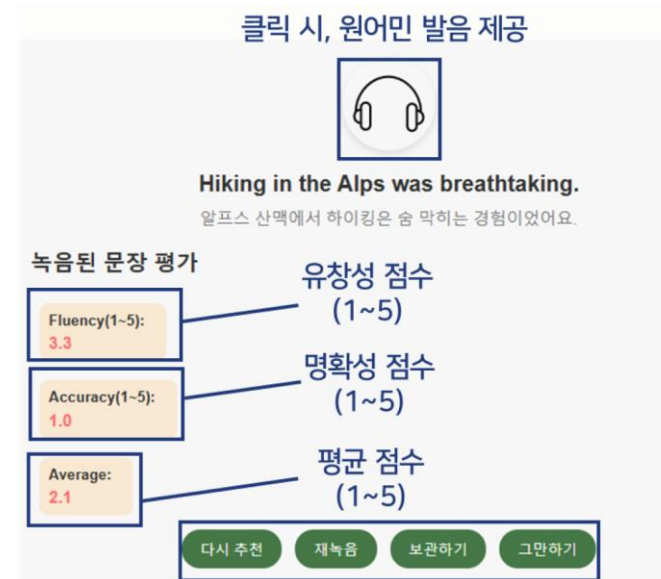 클릭 시, 원어민 발음 제공
Hiking in the Alps was breathtaking.
알프스 산맥에서 하이킹은 숨 막히는 경험이었어요.
녹음된 문장 평가
Fluency(1~5):
3.3
유창성 점수
(1~5)
Accuracy(1~5):
1.0
명확성 점수
(1~5)
Average:
2.1
평균 점수
(1~5)
다시 추천 재녹음 보관하기 그만하기